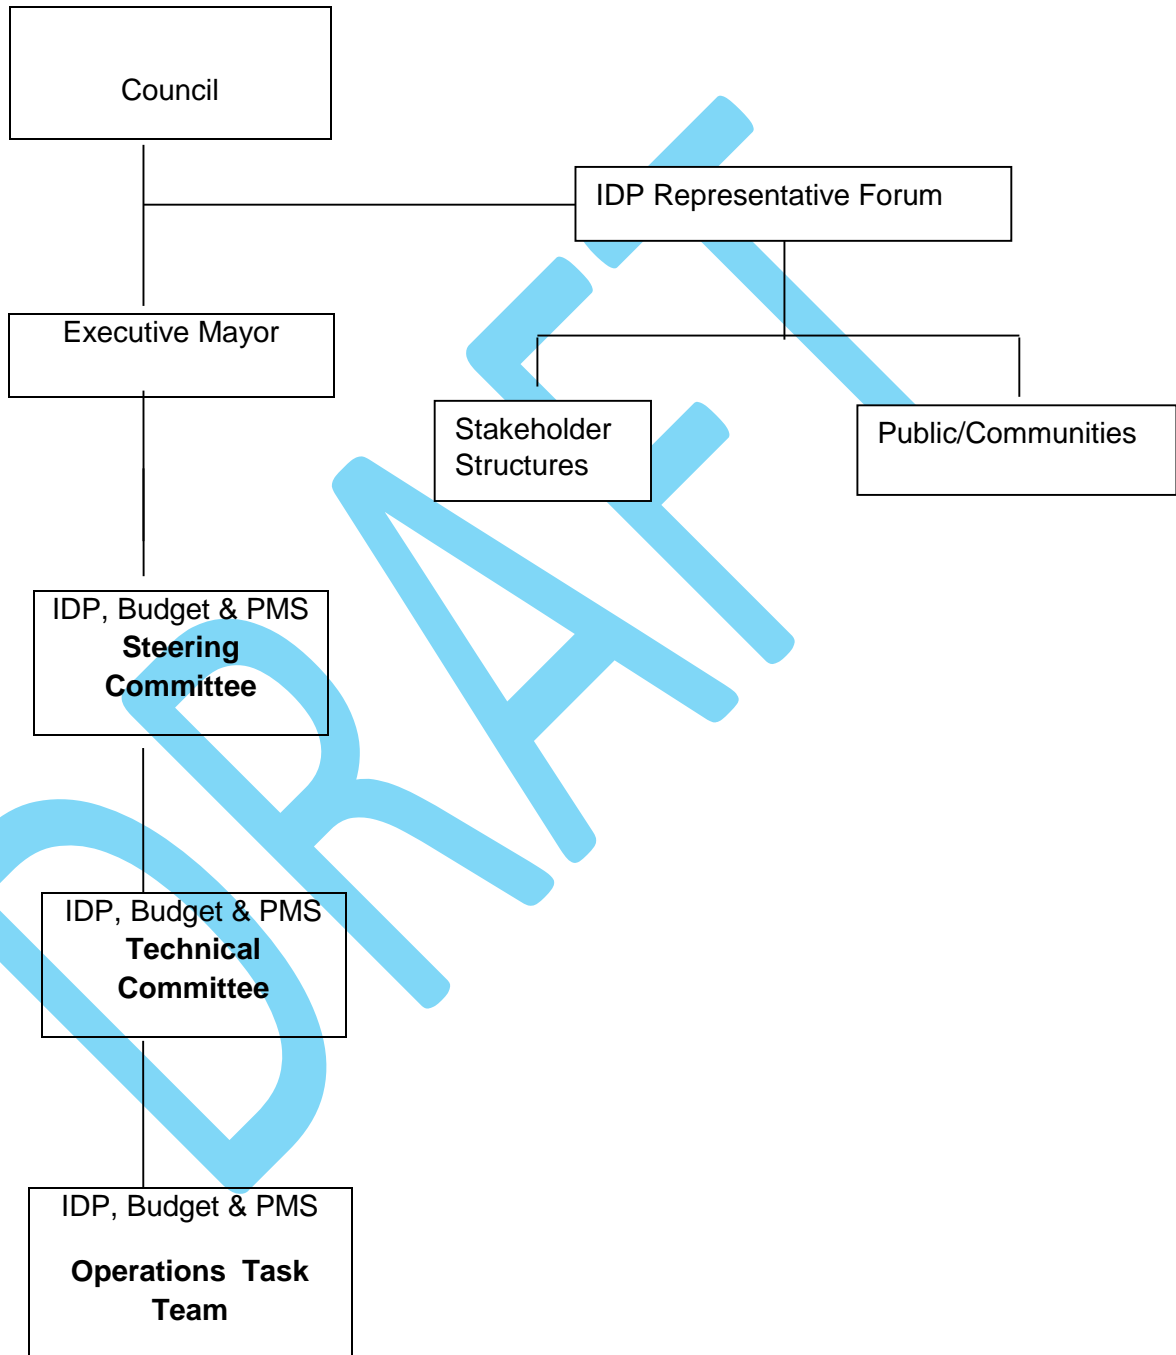 Council
IDP Representative Forum
Executive Mayor
Stakeholder
Structures
Public/Communities
IDP, Budget & PMS
Steering
Committee
IDP, Budget & PMS
Technical
Committee
IDP, Budget & PMS
Operations Task
Team
DRAFT